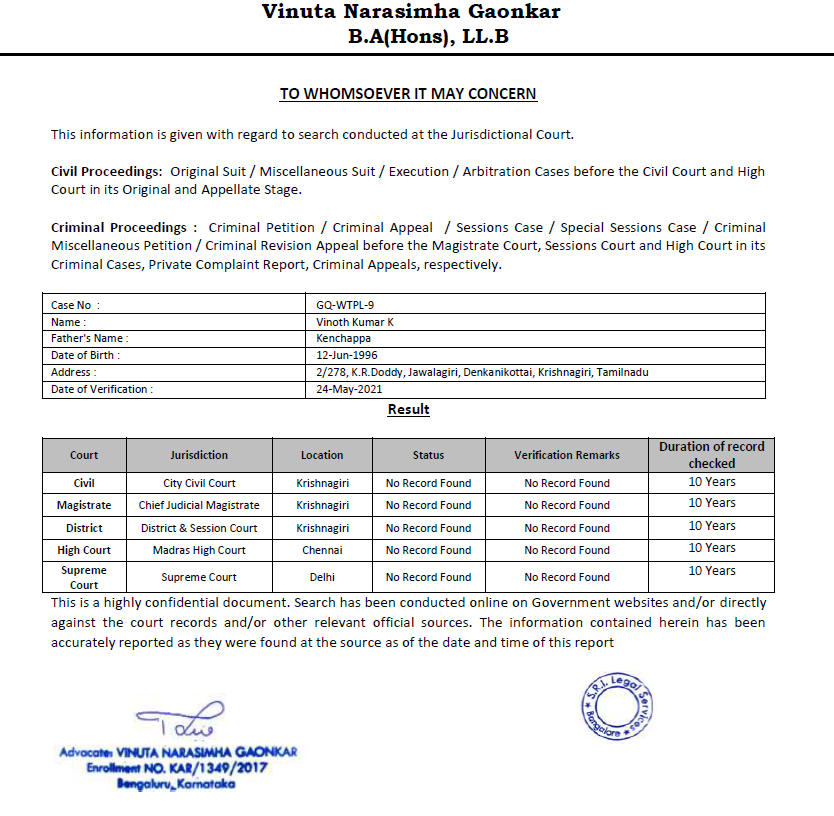 Vinuta Narasimha Gaonkar
B.A(Hons), LL.B
TO WHOMSOEVER IT MAY CONCERN
This information is given with regard to search conducted at the Jurisdictional Court.
Civil Proceedings: Original Suit / Miscellaneous Suit / Execution / Arbitration Cases before the Civil Court and High
Court in its Original and Appellate Stage.
Criminal Proceedings : Criminal Petition / Criminal Appeal / Sessions Case / Special Sessions Case / Criminal
Miscellaneous Petition / Criminal Revision Appeal before the Magistrate Court, Sessions Court and High Court in its
Criminal Cases, Private Complaint Report, Criminal Appeals, respectively.
Case No : GQ-WTPL-9
Name : Vinoth Kumar K
Father's Name : Kenchappa
Date of Birth : 12-Jun-1996
Address : 2/278, K.R.Doddy, Jawalagiri, Denkanikottai, Krishnagiri, Tamilnadu
Date of Verification : 24-May-2021
Result
Court Jurisdiction Location Status Verification Remarks Duration of record checked
Civil City Civil Court Krishnagiri No Record Found No Record Found 10 Years
Magistrate Chief Judicial Magistrate Krishnagiri No Record Found No Record Found 10 Years
District District & Session Court Krishnagiri No Record Found No Record Found 10 Years
High Court Madras High Court Chennai No Record Found No Record Found 10 Years
Supreme Court Supreme Court Delhi No Record Found No Record Found 10 Years
This is a highly confidential document. Search has been conducted online on Government websites and/or directly
against the court records and/or other relevant official sources. The information contained herein has been
accurately reported as they were found at the source as of the date and time of this report
S.R.L Legal Services
Bangalore
Advocate: VINUTA NARASIMHA GAONKAR
Enrollment NO. KAR/1349/2017
Bengaluru, Karnataka